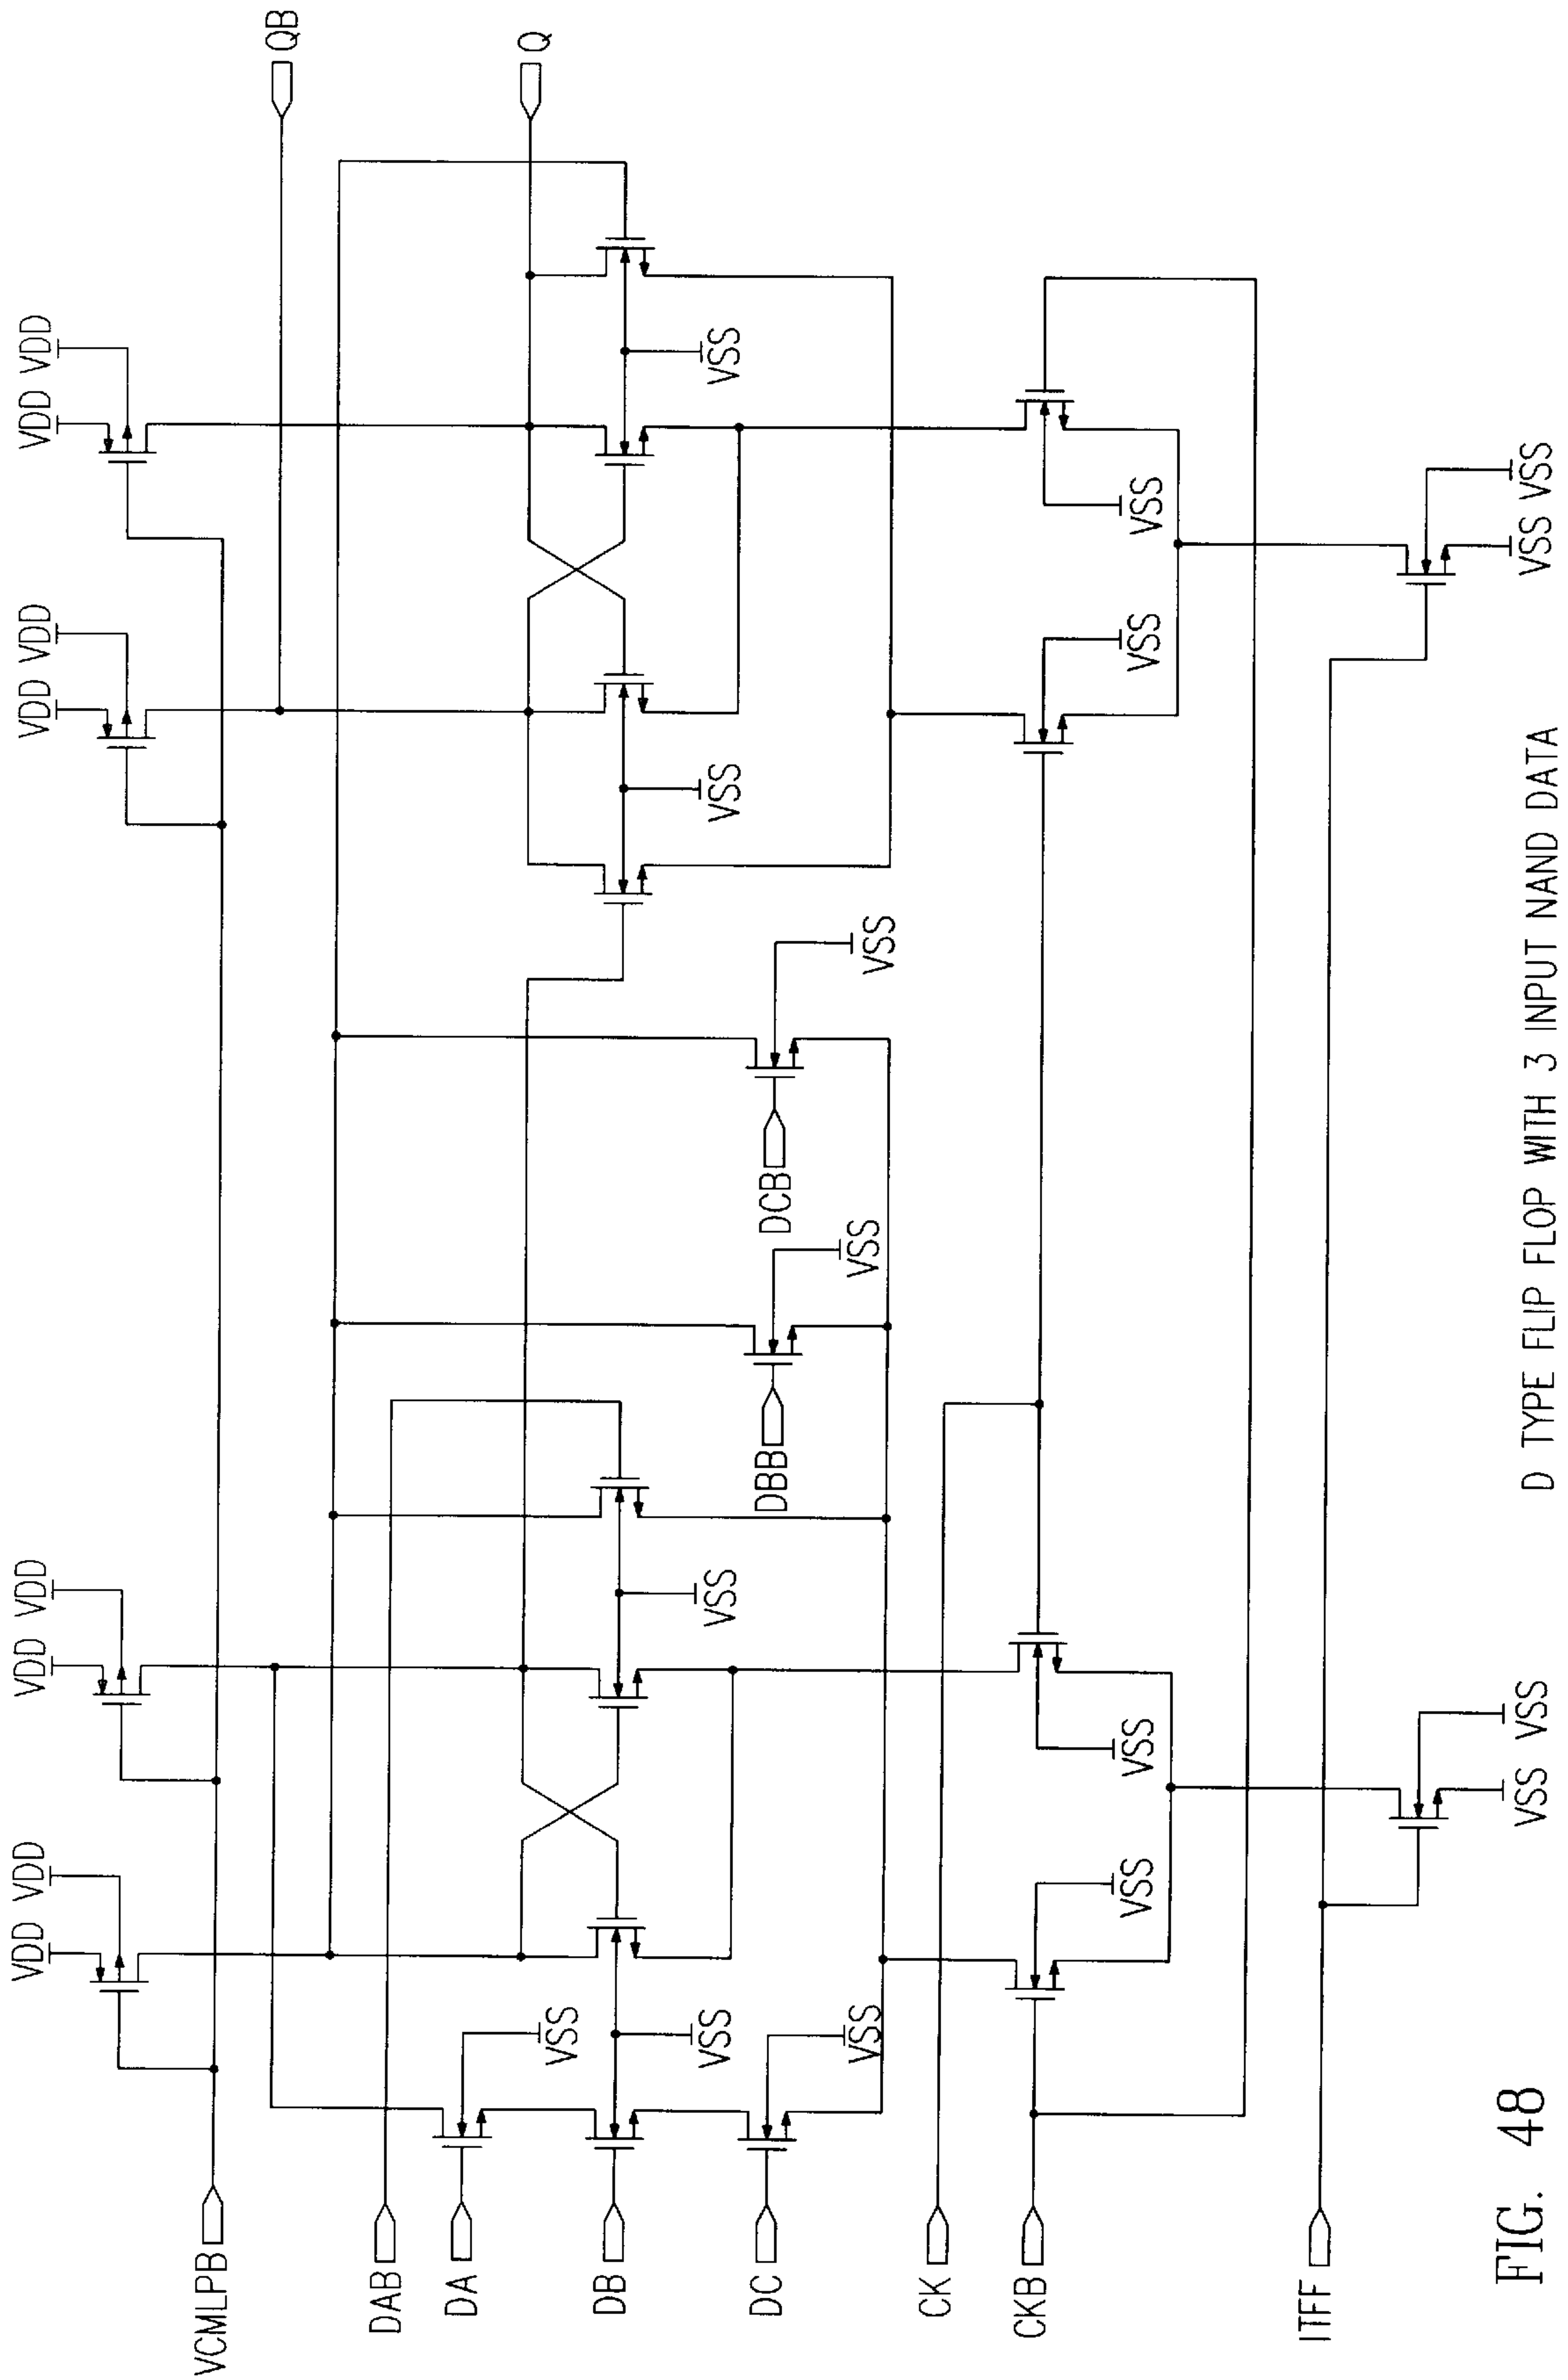 VDD VDD
VDD VDD
VDD VDD
VDD VDD
QB
Q
VCMLPB
DAB
DA
VSS
DB
VSS
VSS
VSS
VSS
DC
VSS
DBB
VSS
DCB
VSS
CK
CKB
VSS
VSS
VSS
VSS
ITFF
VSS VSS
VSS VSS
FIG. 48
D TYPE FLIP FLOP WITH 3 INPUT NAND DATA